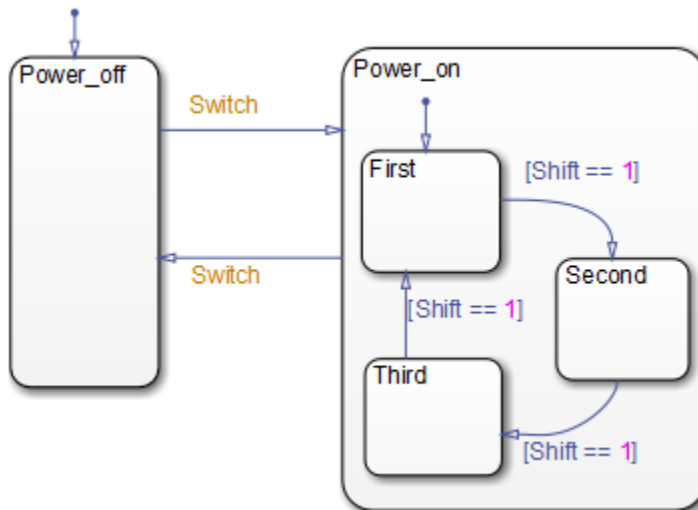 Power_off
Switch
Switch
Power_on
First
[Shift == 1]
Second
[Shift == 1]
Third
[Shift == 1]